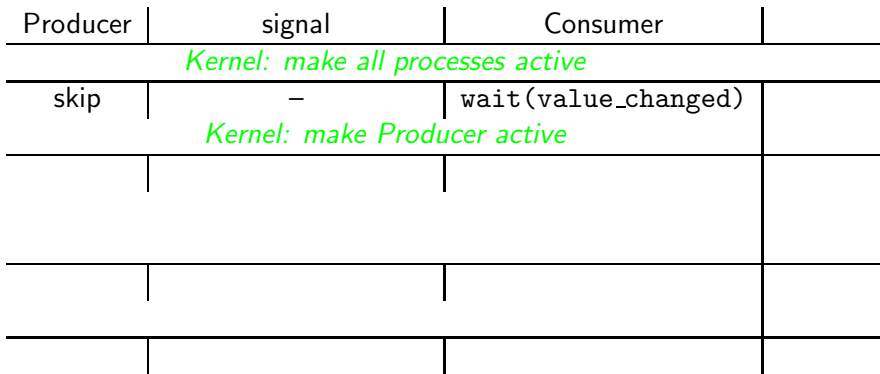 Producer signal Consumer
Kernel: make all processes active
skip – wait(value_changed)
Kernel: make Producer active